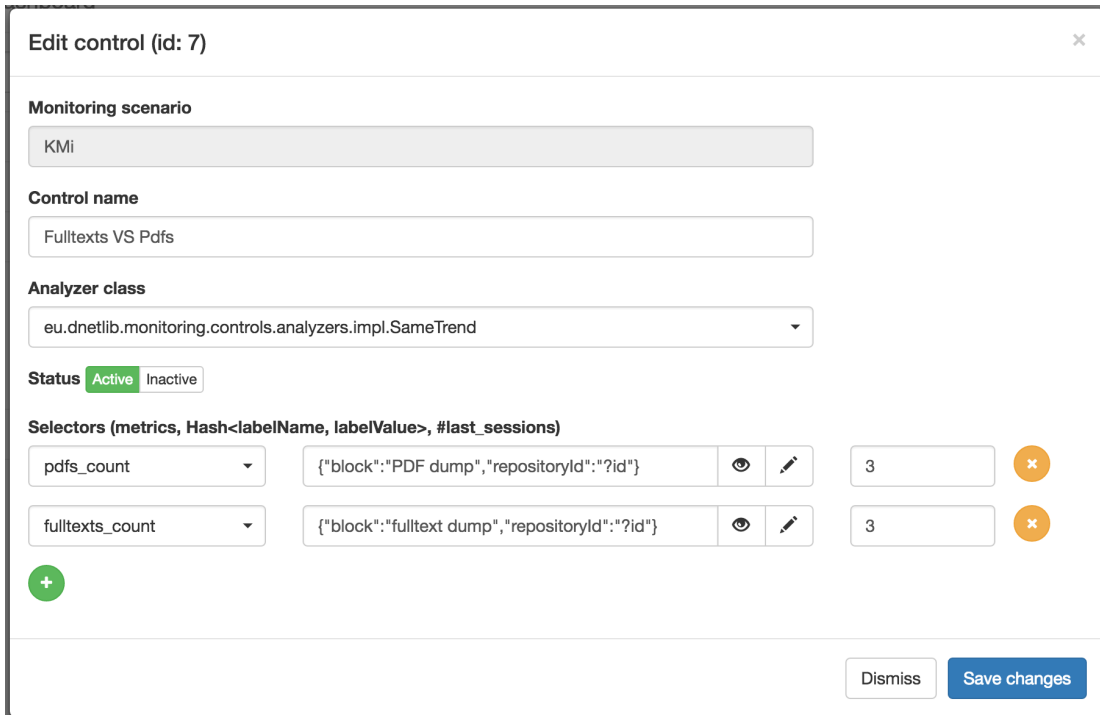 Edit control (id: 7)
×
Monitoring scenario
KMi
Control name
Fulltexts VS Pdfs
Analyzer class
eu.dnetlib.monitoring.controls.analyzers.impl.SameTrend
Status Active Inactive
Selectors (metrics, Hash<labelName, labelValue>, #last_sessions)
pdfs_count {"block":"PDF dump","repositoryId":"?id"} 3
fulltexts_count {"block":"fulltext dump","repositoryId":"?id"} 3
Dismiss Save changes